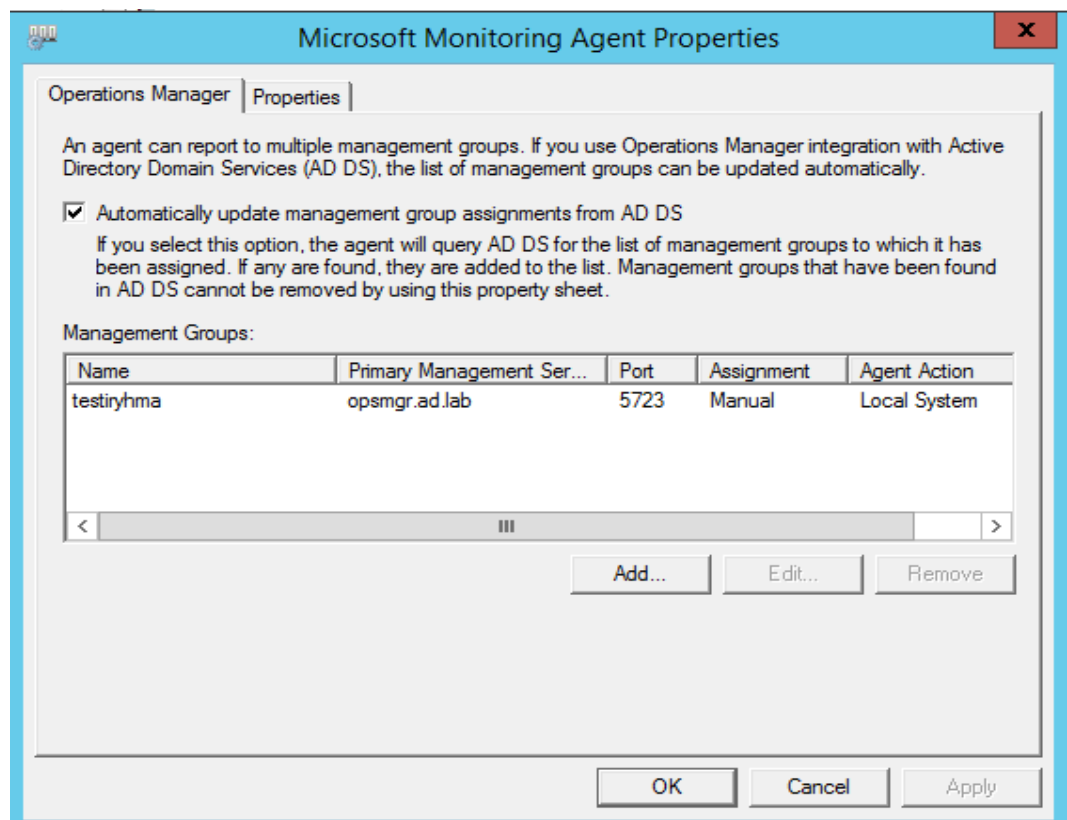 Microsoft Monitoring Agent Properties
x
Operations Manager
Properties
An agent can report to multiple management groups. If you use Operations Manager integration with Active
Directory Domain Services (AD DS), the list of management groups can be updated automatically.
Automatically update management group assignments from AD DS
If you select this option, the agent will query AD DS for the list of management groups to which it has
been assigned. If any are found, they are added to the list. Management groups that have been found
in AD DS cannot be removed by using this property sheet.
Management Groups:
Name Primary Management Ser... Port Assignment Agent Action
testiryhma opsmgr.ad.lab 5723 Manual Local System
Add... Edit... Remove
OK Cancel Apply